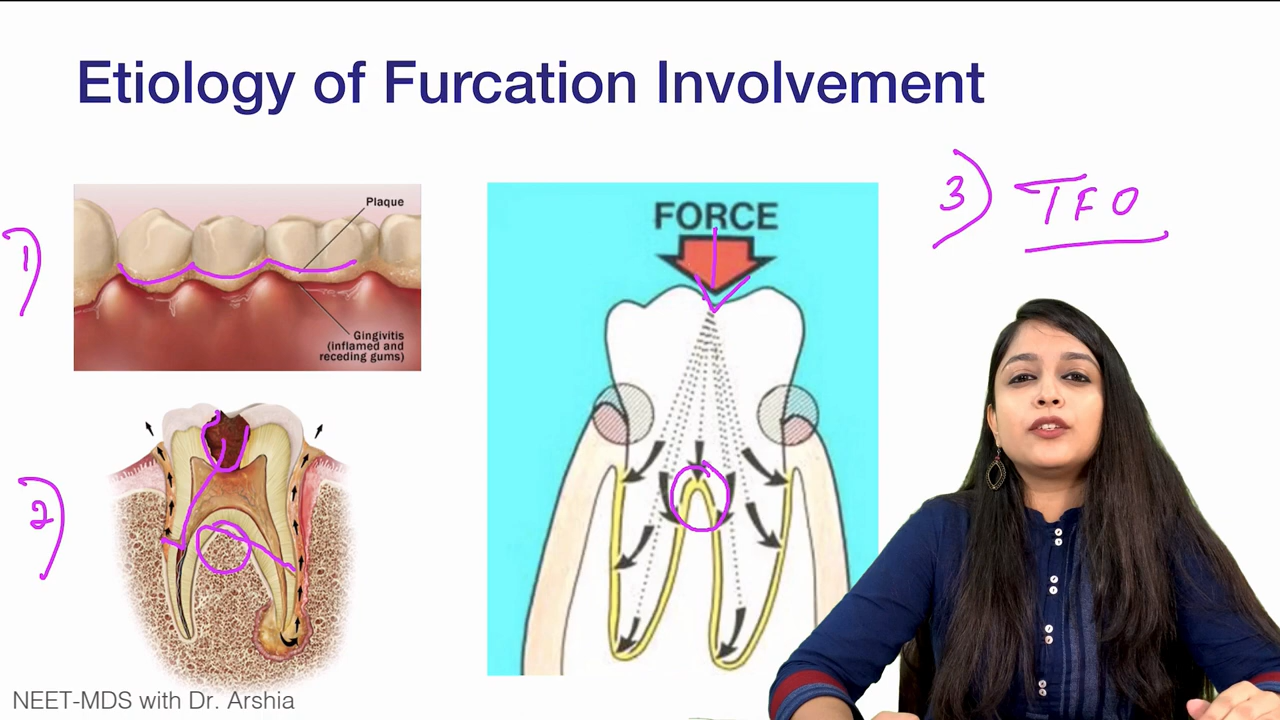 Etiology of Furcation Involvement
1)
Plaque
Gingivitis
(inflamed and
receding gums)
2)
FORCE
3) TFO
NEET-MDS with Dr. Arshia